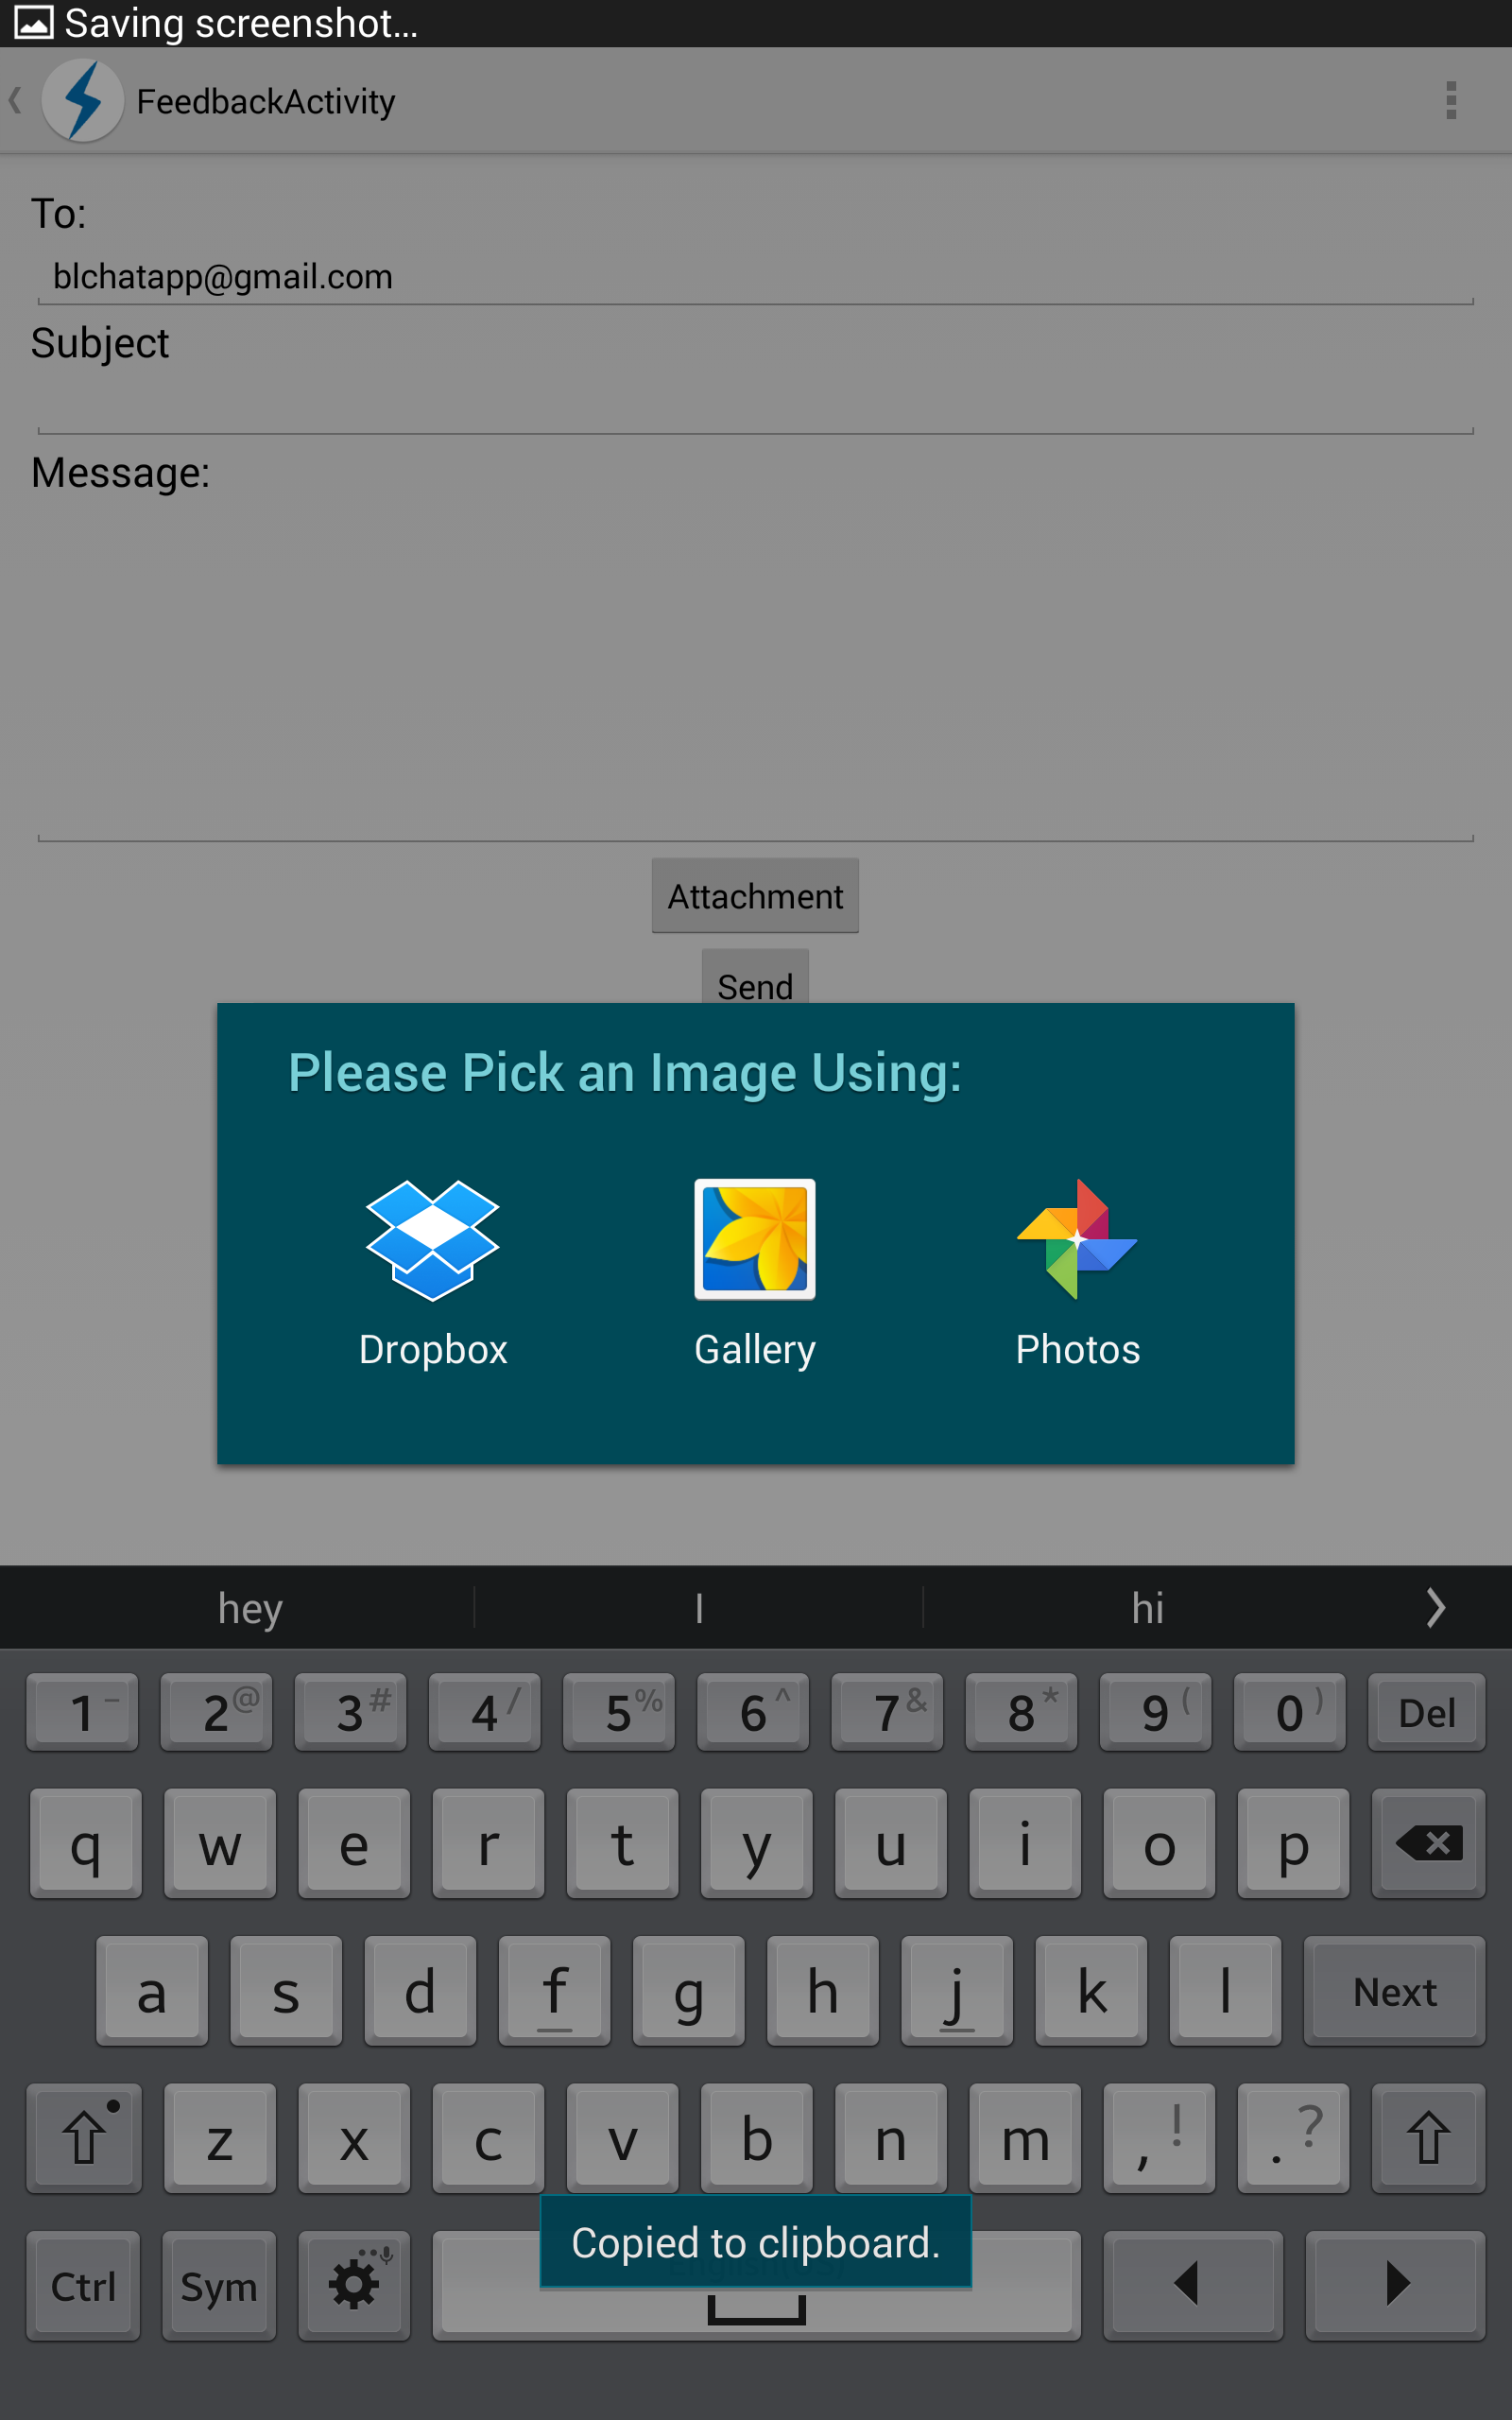 Saving screenshot...
FeedbackActivity
To:
blchatapp@gmail.com
Subject
Message:
Attachment
Send
Please Pick an Image Using:
Dropbox Gallery Photos
hey I hi
1 - 2 @ 3 # 4 / 5 % 6 ^ 7 & 8 * 9 ( 0 ) Del
q w e r t y u i o p
a s d f g h j k l Next
z x c v b n m , ! . ?
Copied to clipboard.
Ctrl Sym